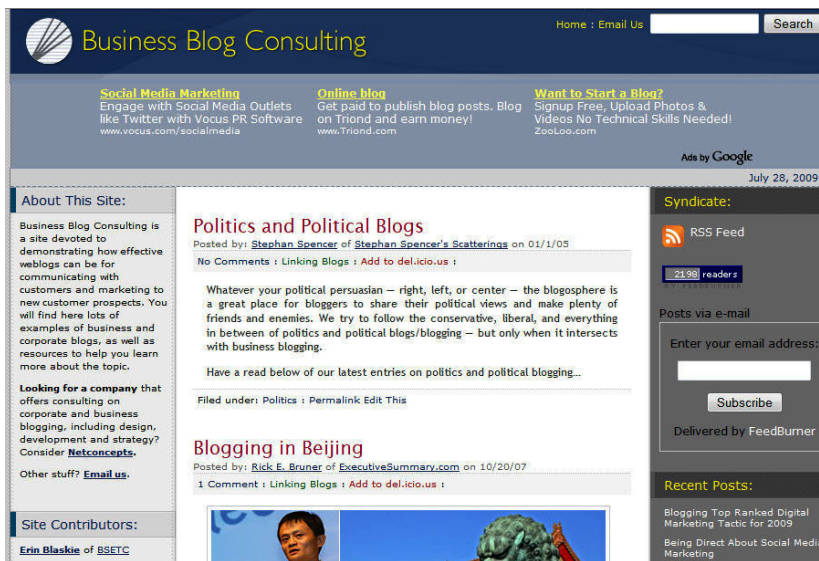 Business Blog Consulting
Home : Email Us
Search
Social Media Marketing
Engage with Social Media Outlets
like Twitter with Vocus PR Software
www.vocus.com/socialmedia
Online blog
Get paid to publish blog posts. Blog
on Triond and earn money!
www.Triond.com
Want to Start a Blog?
Signup Free, Upload Photos &
Videos No Technical Skills Needed!
ZooLoo.com
Ads by Google
July 28, 2009
About This Site:
Business Blog Consulting is
a site devoted to
demonstrating how effective
weblogs can be for
communicating with
customers and marketing to
new customer prospects. You
will find here lots of
examples of business and
corporate blogs, as well as
resources to help you learn
more about the topic.
Looking for a company that
offers consulting on
corporate and business
blogging, including design,
development and strategy?
Consider Netconcepts.
Other stuff? Email us.
Site Contributors:
Erin Blaskie of BSETC
Politics and Political Blogs
Posted by: Stephan Spencer of Stephan Spencer's Scatterings on 01/1/05
No Comments : Linking Blogs : Add to del.icio.us :
Whatever your political persuasian — right, left, or center — the blogosphere is
a great place for bloggers to share their political views and make plenty of
friends and enemies. We try to follow the conservative, liberal, and everything
in between of politics and political blogs/blogging — but only when it intersects
with business blogging.
Have a read below of our latest entries on politics and political blogging...
Filed under: Politics : Permalink Edit This
Blogging in Beijing
Posted by: Rick E. Bruner of ExecutiveSummary.com on 10/20/07
1 Comment : Linking Blogs : Add to del.icio.us :
Syndicate:
RSS Feed
2198 readers
BY FEEDBURNER
Posts via e-mail
Enter your email address:
Subscribe
Delivered by FeedBurner
Recent Posts:
Blogging Top Ranked Digital
Marketing Tactic for 2009
Being Direct About Social Media
Marketing